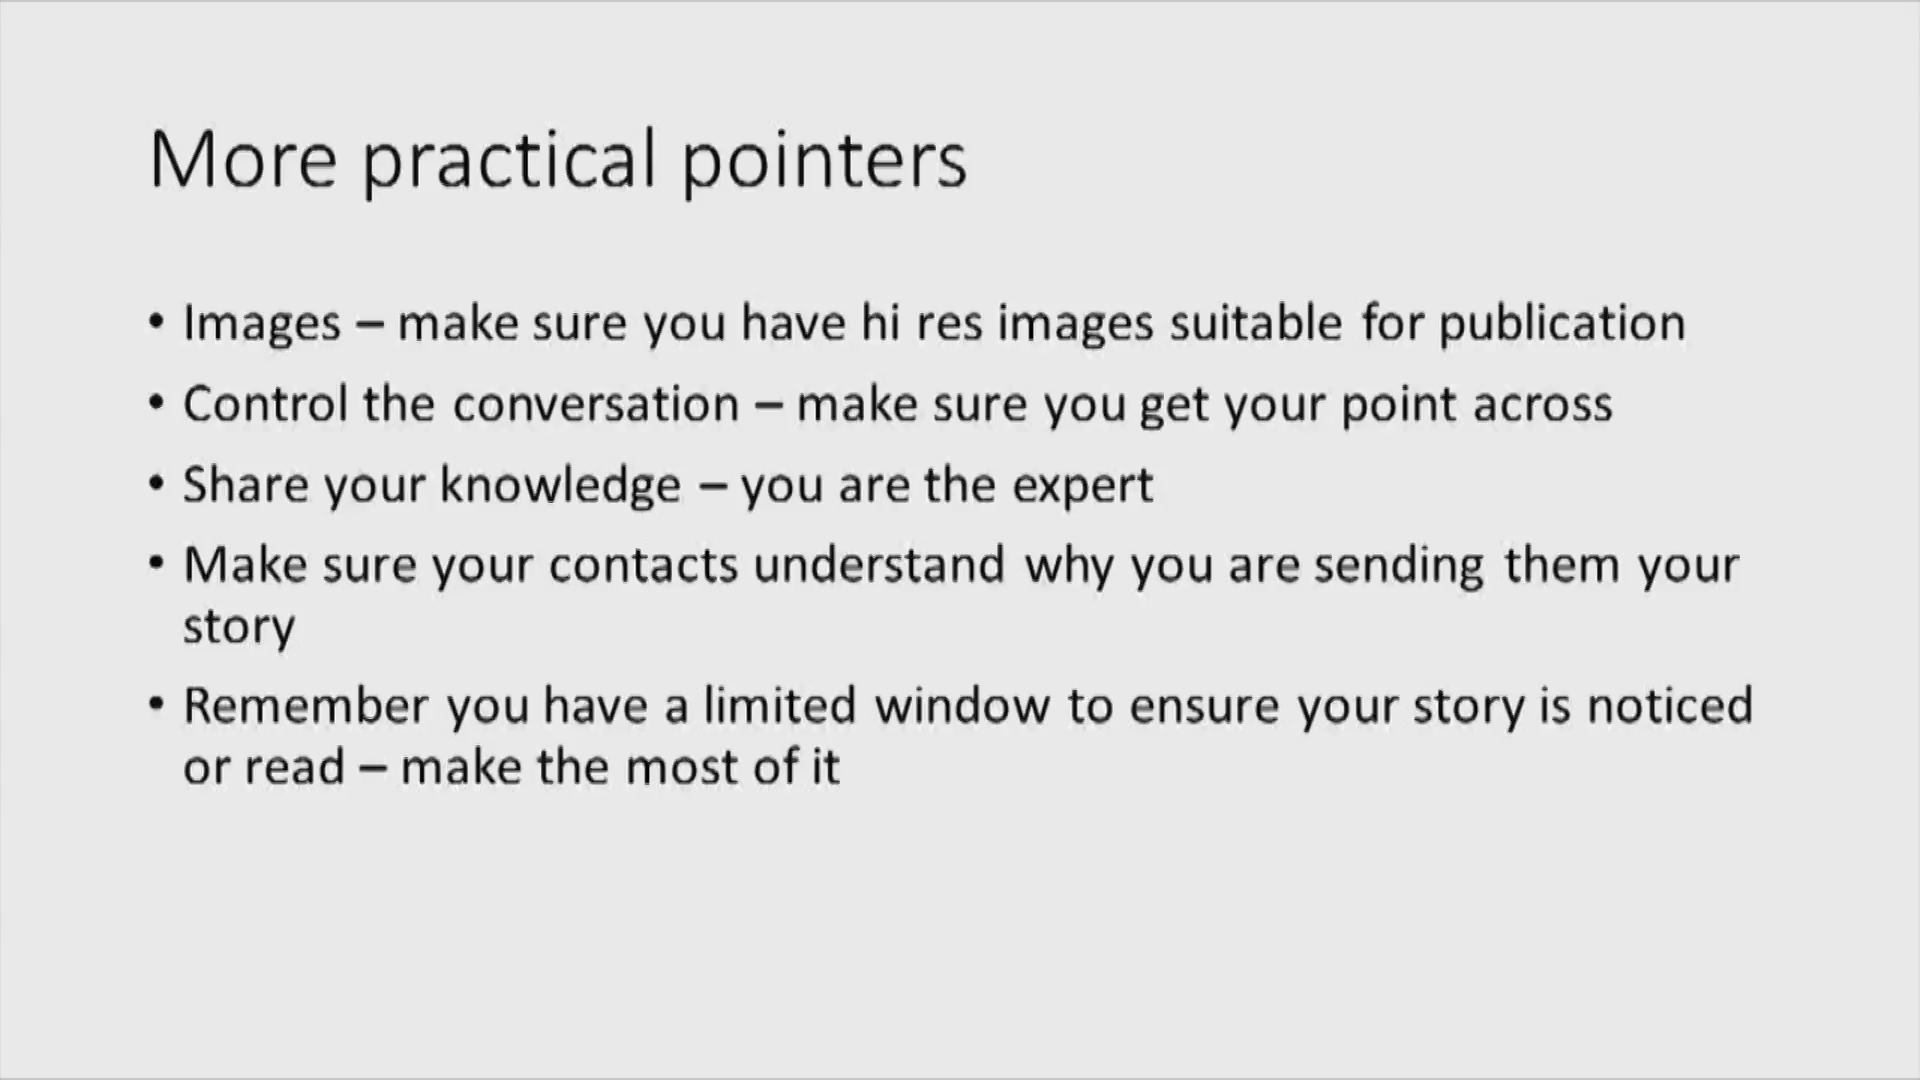 More practical pointers
• Images – make sure you have hi res images suitable for publication
• Control the conversation – make sure you get your point across
• Share your knowledge – you are the expert
• Make sure your contacts understand why you are sending them your
story
• Remember you have a limited window to ensure your story is noticed
or read – make the most of it